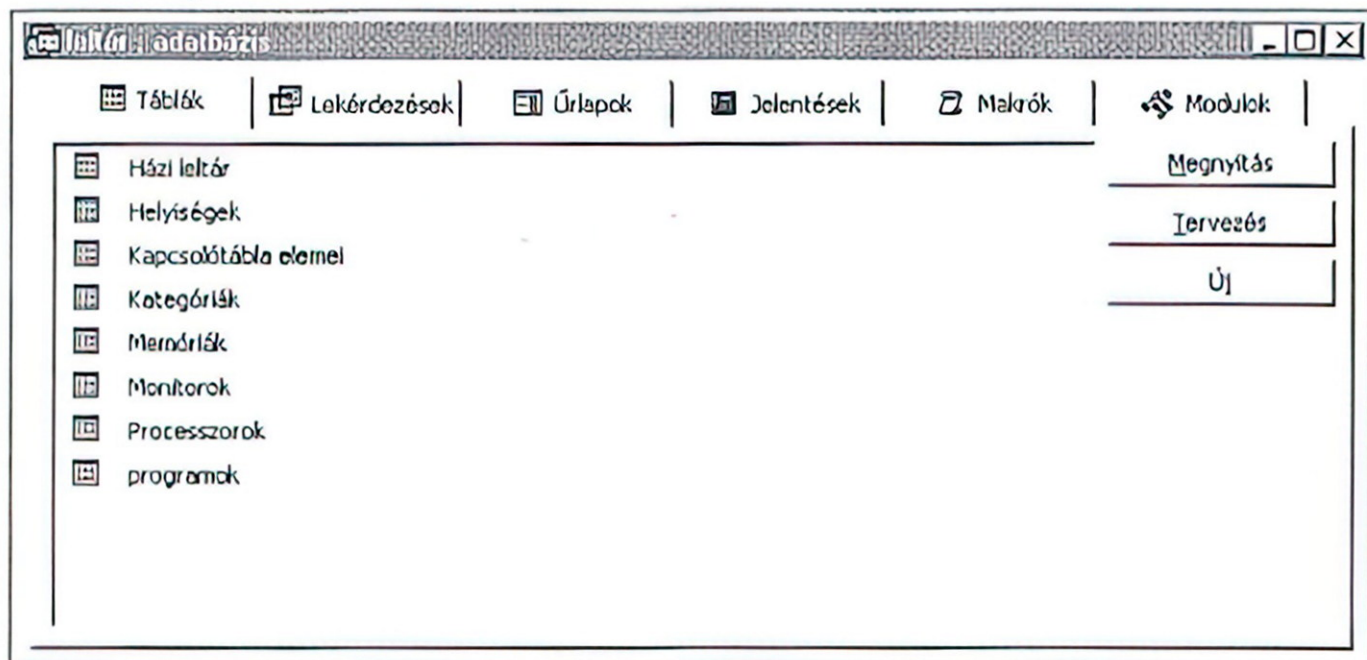 leltár : adatbázis
Táblák Lekérdezések Űrlapok Jelentések Makrók Modulok
Házi leltár
Helyiségek
Kapcsolótábla elemei
Kategóriák
Memóriák
Monitorok
Processzorok
programok
Megnyitás
Tervezés
Új